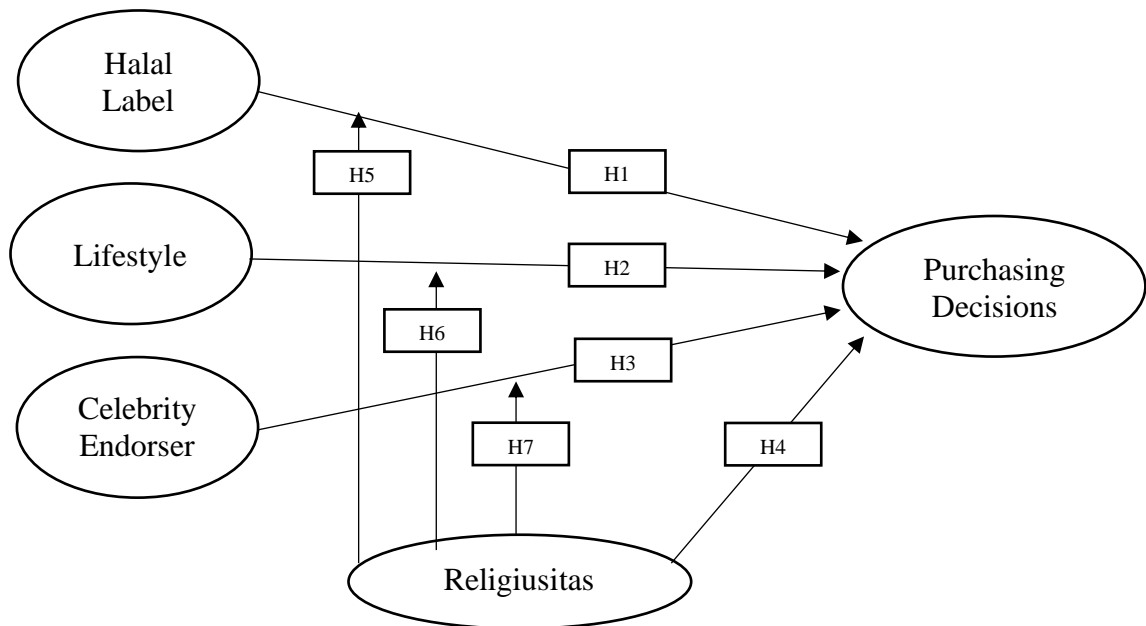 Halal
Label
H5
H1
Lifestyle
H2
Purchasing
Decisions
H6
H3
Celebrity
Endorser
H7
H4
Religiusitas